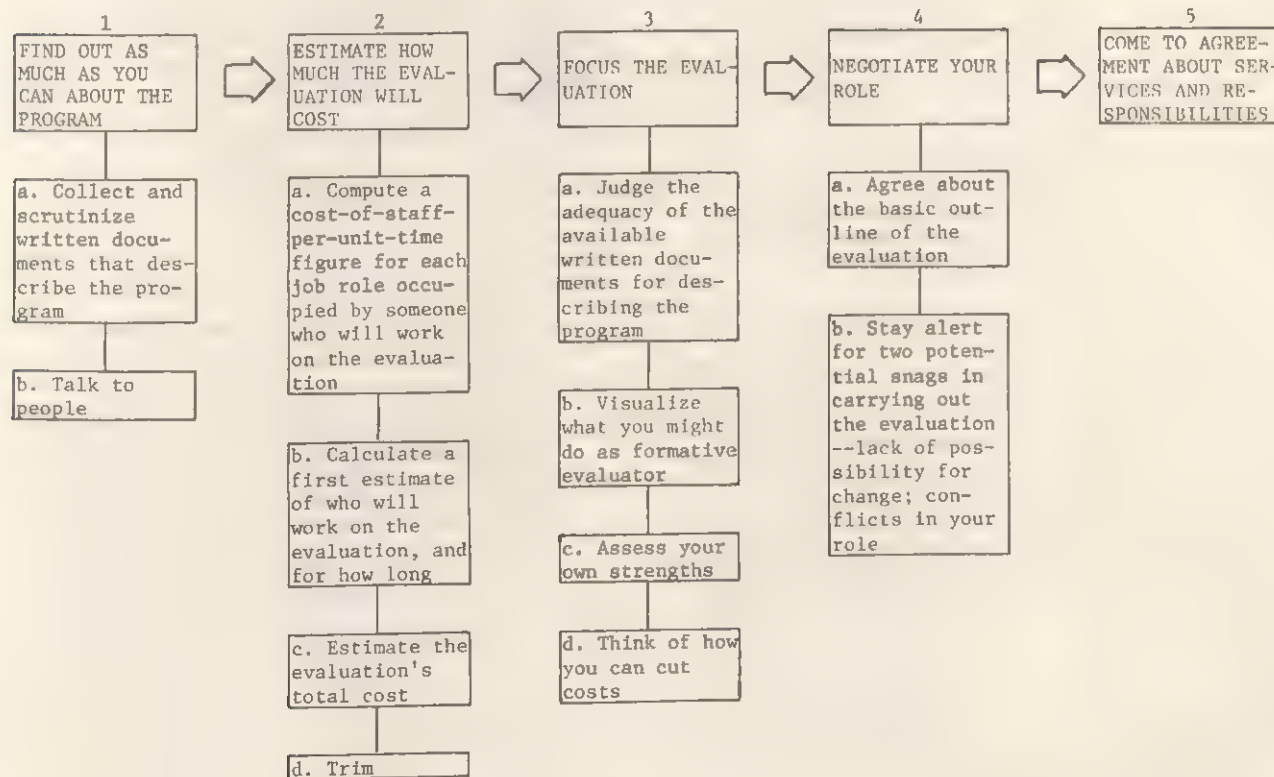 1
FIND OUT AS
MUCH AS YOU
CAN ABOUT THE
PROGRAM
a. Collect and
scrutinize
written docu-
ments that des-
cribe the pro-
gram
b. Talk to
people
2
ESTIMATE HOW
MUCH THE EVAL-
UATION WILL
COST
a. Compute a
cost-of-staff-
per-unit-time
figure for each
job role occu-
pied by someone
who will work
on the evalua-
tion
b. Calculate a
first estimate
of who will
work on the
evaluation, and
for how long
c. Estimate the
evaluation's
total cost
d. Trim
3
FOCUS THE EVAL-
UATION
a. Judge the
adequacy of the
available
written docu-
ments for des-
cribing the
program
b. Visualize
what you might
do as formative
evaluator
c. Assess your
own strengths
d. Think of how
you can cut
costs
4
NEGOTIATE YOUR
ROLE
a. Agree about
the basic out-
line of the
evaluation
b. Stay alert
for two poten-
tial snags in
carrying out
the evaluation
--lack of pos-
sibility for
change; con-
flicts in your
role
5
COME TO AGREE-
MENT ABOUT SER-
VICES AND RE-
SPONSIBILITIES